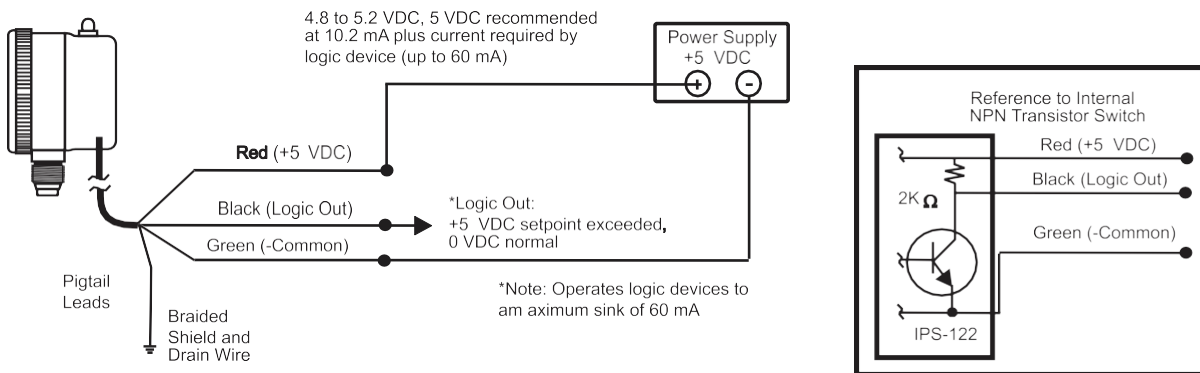 4.8 to 5.2 VDC, 5 VDC recommended
at 10.2 mA plus current required by
logic device (up to 60 mA)
Power Supply
+5 VDC
+ -
Red (+5 VDC)
Black (Logic Out)
Green (-Common)
*Logic Out:
+5 VDC setpoint exceeded,
0 VDC normal
*Note: Operates logic devices to
am aximum sink of 60 mA
Pigtail
Leads
Braided
Shield and
Drain Wire
Reference to Internal
NPN Transistor Switch
Red (+5 VDC)
Black (Logic Out)
2K Ω
Green (-Common)
IPS-122